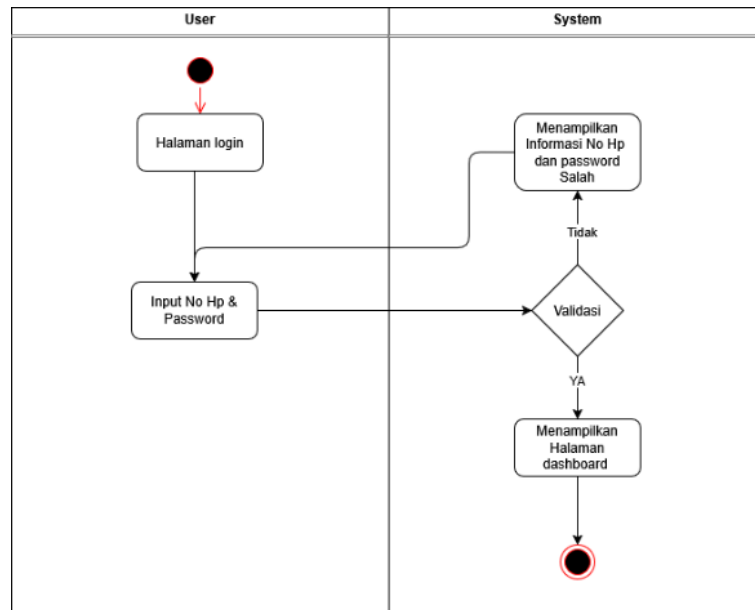 User
System
Halaman login
Menampilkan
Informasi No Hp
dan password
Salah
Tidak
Input No Hp &
Password
Validasi
YA
Menampilkan
Halaman
dashboard